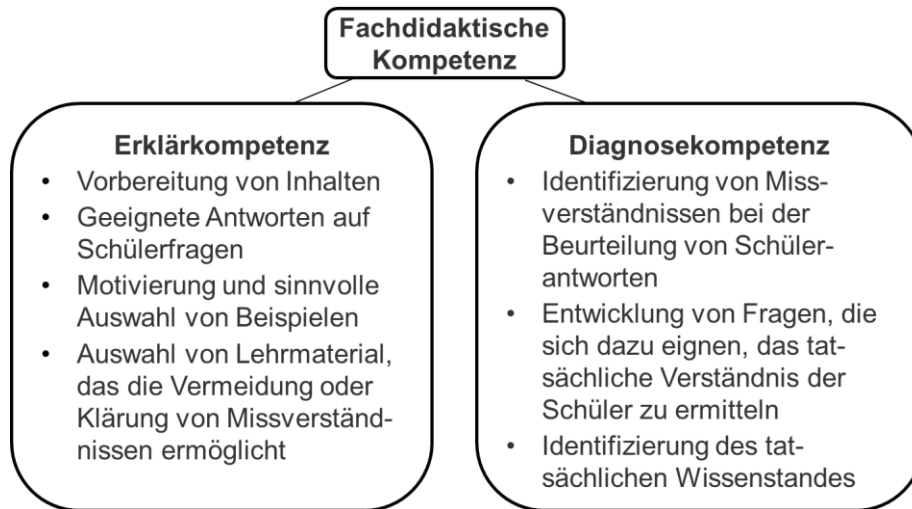 Fachdidaktische
Kompetenz
Erklärkompetenz
• Vorbereitung von Inhalten
• Geeignete Antworten auf
Schülerfragen
• Motivierung und sinnvolle
Auswahl von Beispielen
• Auswahl von Lehrmaterial,
das die Vermeidung oder
Klärung von Missverständ-
nissen ermöglicht
Diagnosekompetenz
• Identifizierung von Miss-
verständnissen bei der
Beurteilung von Schüler-
antworten
• Entwicklung von Fragen, die
sich dazu eignen, das tat-
sächliche Verständnis der
Schüler zu ermitteln
• Identifizierung des tat-
sächlichen Wissenstandes